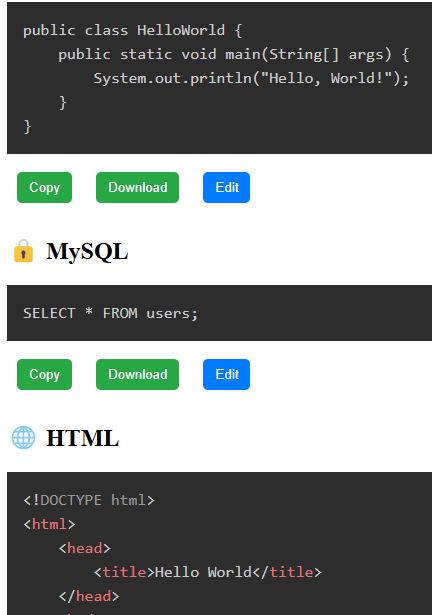 public class HelloWorld {
    public static void main(String[] args) {
        System.out.println("Hello, World!");
    }
}
Copy Download Edit
MySQL
SELECT * FROM users;
Copy Download Edit
HTML
<!DOCTYPE html>
<html>
    <head>
        <title>Hello World</title>
    </head>